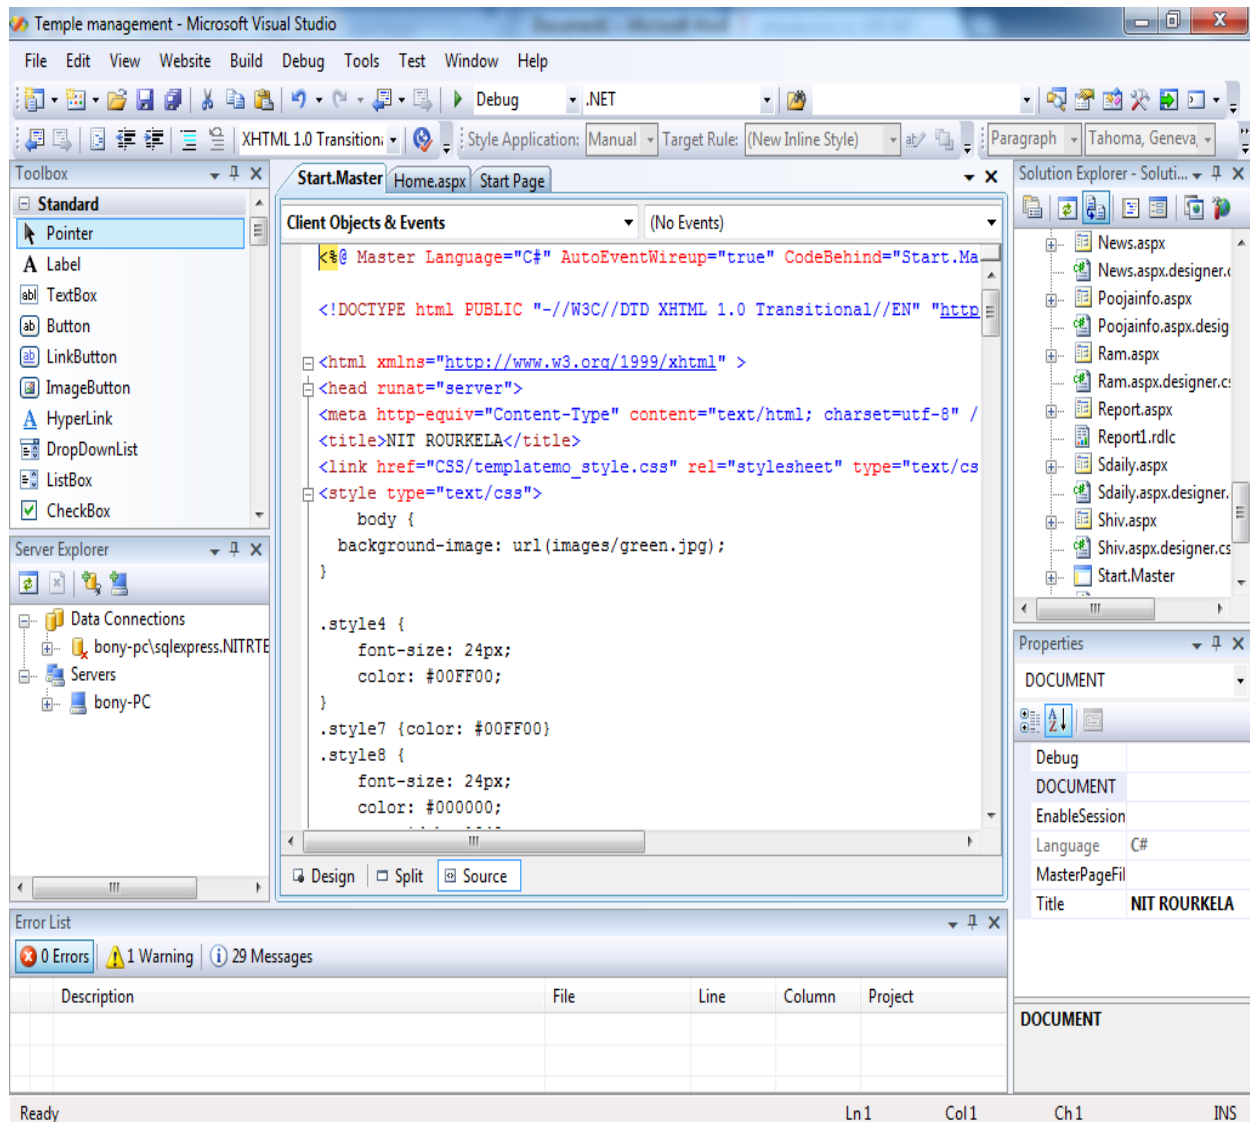 Temple management - Microsoft Visual Studio
File Edit View Website Build Debug Tools Test Window Help
Debug .NET
XHTML 1.0 Transition: Style Application: Manual Target Rule: (New Inline Style) Paragraph Tahoma, Geneva,
Toolbox
Standard
Pointer
A Label
abl TextBox
ab Button
ab LinkButton
ImageButton
A HyperLink
DropDownList
ListBox
CheckBox
Server Explorer
Data Connections
bony-pc\sqlexpress.NITRTE
Servers
bony-PC
Start.Master Home.aspx Start Page
Client Objects & Events (No Events)
<%@ Master Language="C#" AutoEventWireup="true" CodeBehind="Start.Ma
<!DOCTYPE html PUBLIC "-//W3C//DTD XHTML 1.0 Transitional//EN" "http
<html xmlns="http://www.w3.org/1999/xhtml" >
<head runat="server">
<meta http-equiv="Content-Type" content="text/html; charset=utf-8" /
<title>NIT ROURKELA</title>
<link href="CSS/templatemo_style.css" rel="stylesheet" type="text/cs
<style type="text/css">
body {
background-image: url(images/green.jpg);
}
.style4 {
font-size: 24px;
color: #00FF00;
}
.style7 {color: #00FF00}
.style8 {
font-size: 24px;
color: #000000;
Design Split Source
Solution Explorer - Soluti...
News.aspx
News.aspx.designer.c
Poojainfo.aspx
Poojainfo.aspx.desig
Ram.aspx
Ram.aspx.designer.cs
Report.aspx
Report1.rdlc
Sdaily.aspx
Sdaily.aspx.designer.
Shiv.aspx
Shiv.aspx.designer.cs
Start.Master
Properties
DOCUMENT
Debug
DOCUMENT
EnableSession
Language C#
MasterPageFil
Title NIT ROURKELA
DOCUMENT
Error List
0 Errors 1 Warning 29 Messages
Description File Line Column Project
Ready Ln 1 Col 1 Ch 1 INS